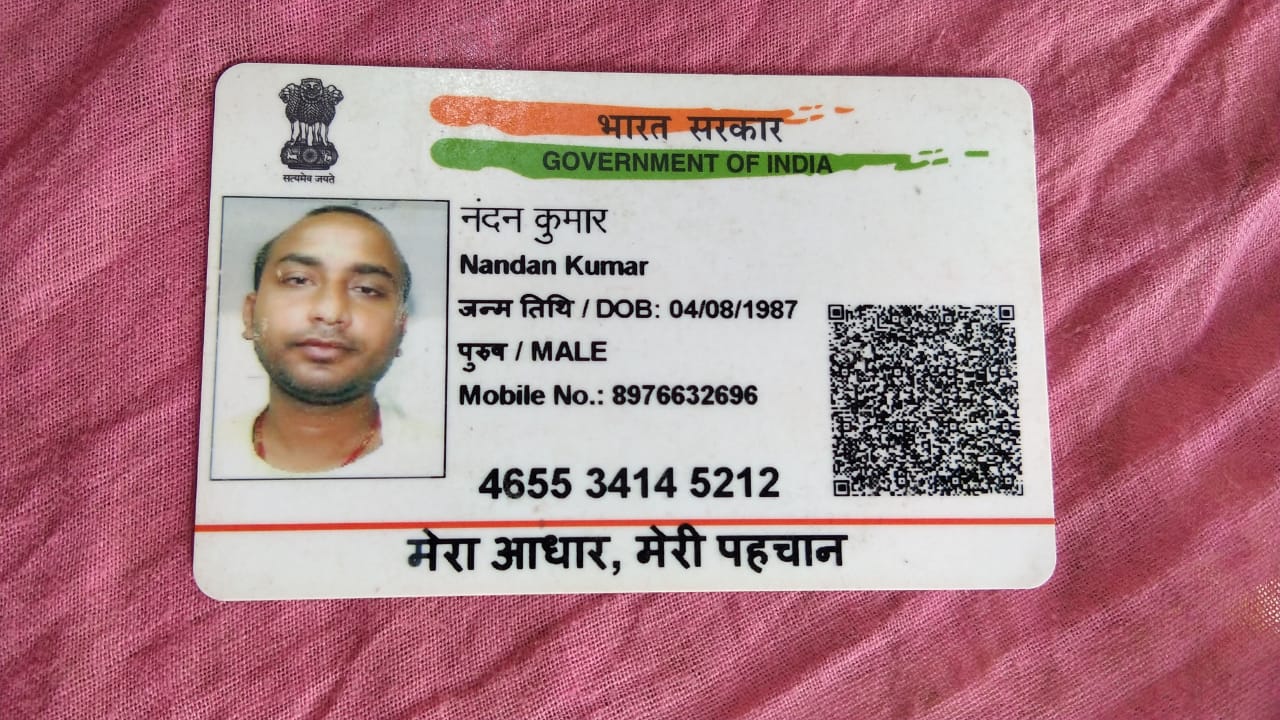 भारत सरकार
GOVERNMENT OF INDIA
सत्यमेव जयते
नंदन कुमार
Nandan Kumar
जन्म तिथि / DOB: 04/08/1987
पुरुष / MALE
Mobile No.: 8976632696
4655 3414 5212
मेरा आधार, मेरी पहचान